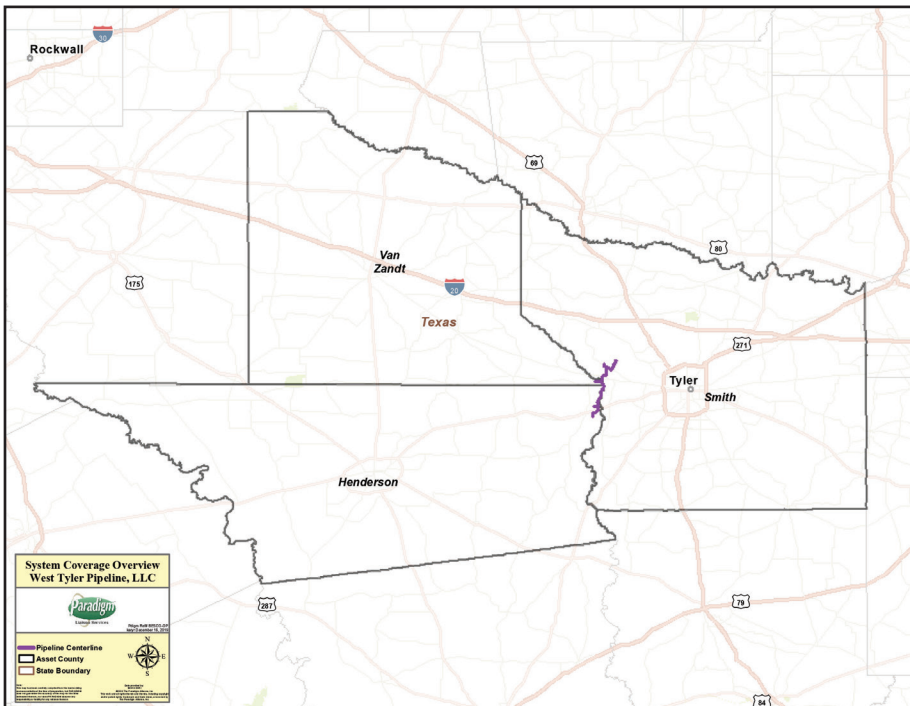 30
Rockwall
69
80
Van
Zandt
175
20
Texas
271
Tyler
Smith
Henderson
System Coverage Overview
West Tyler Pipeline, LLC
Paradigm
287
79
Pipeline Centerline
Asset County
State Boundary
N
W
E
S
84